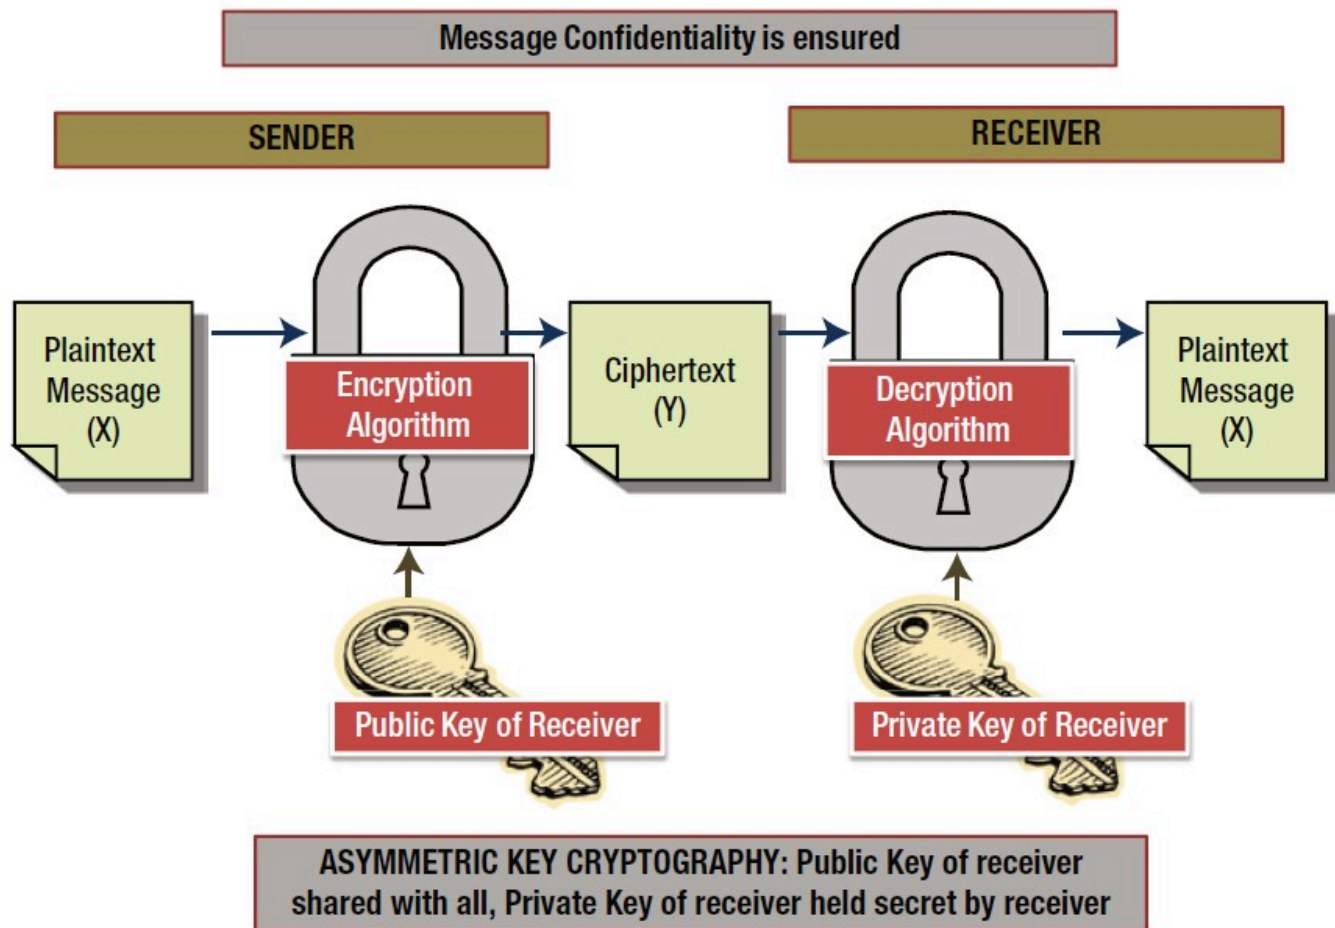 Message Confidentiality is ensured
SENDER
RECEIVER
Plaintext
Message
(X)
Encryption
Algorithm
Ciphertext
(Y)
Decryption
Algorithm
Plaintext
Message
(X)
Public Key of Receiver
Private Key of Receiver
ASYMMETRIC KEY CRYPTOGRAPHY: Public Key of receiver
shared with all, Private Key of receiver held secret by receiver